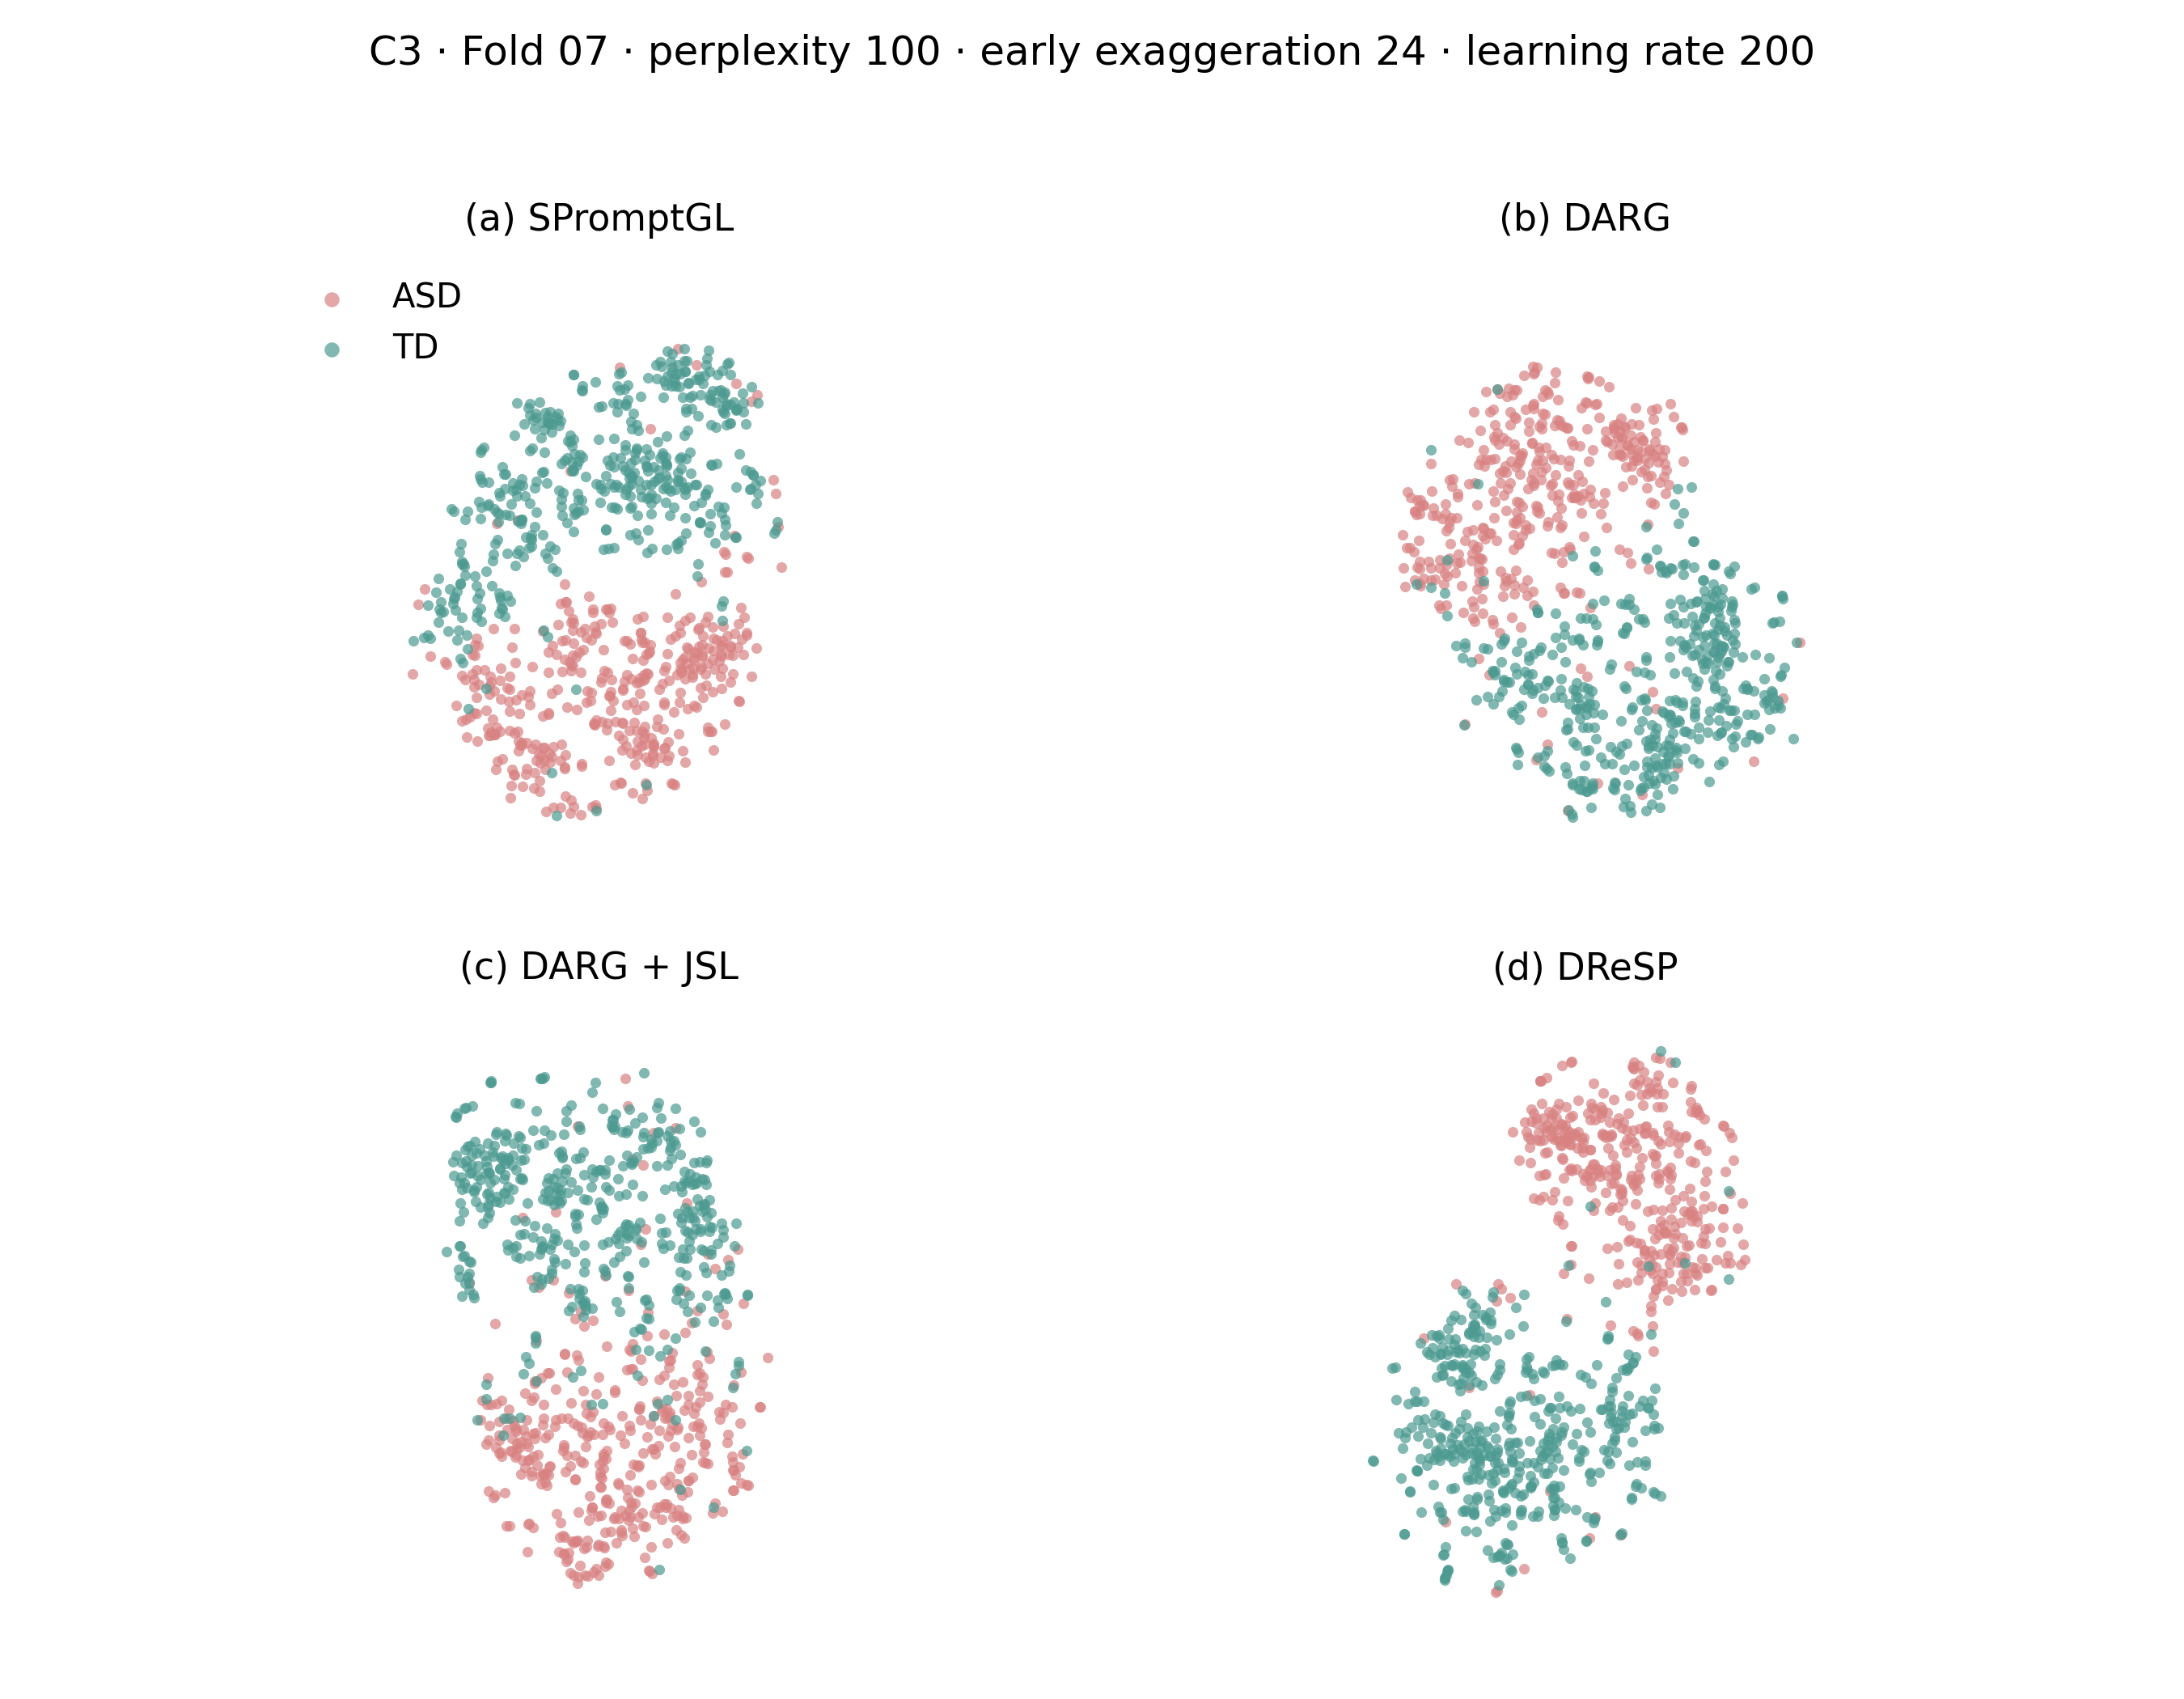 C3 · Fold 07 · perplexity 100 · early exaggeration 24 · learning rate 200
(a) SPromptGL
(b) DARG
ASD
TD
(c) DARG + JSL
(d) DReSP